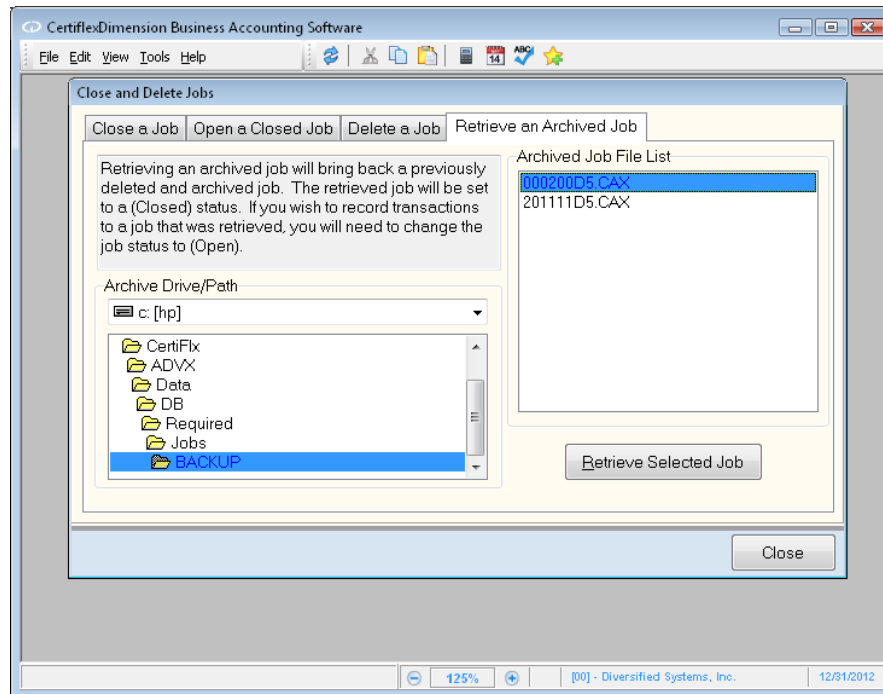 CertiflexDimension Business Accounting Software
File Edit View Tools Help
14
ABC
Close and Delete Jobs
Close a Job
Open a Closed Job
Delete a Job
Retrieve an Archived Job
Retrieving an archived job will bring back a previously
deleted and archived job. The retrieved job will be set
to a (Closed) status. If you wish to record transactions
to a job that was retrieved, you will need to change the
job status to (Open).
Archive Drive/Path
c: [hp]
CertiFlx
ADVX
Data
DB
Required
Jobs
BACKUP
Archived Job File List
000200D5.CAX
201111D5.CAX
Retrieve Selected Job
Close
125%
[00] - Diversified Systems, Inc.
12/31/2012